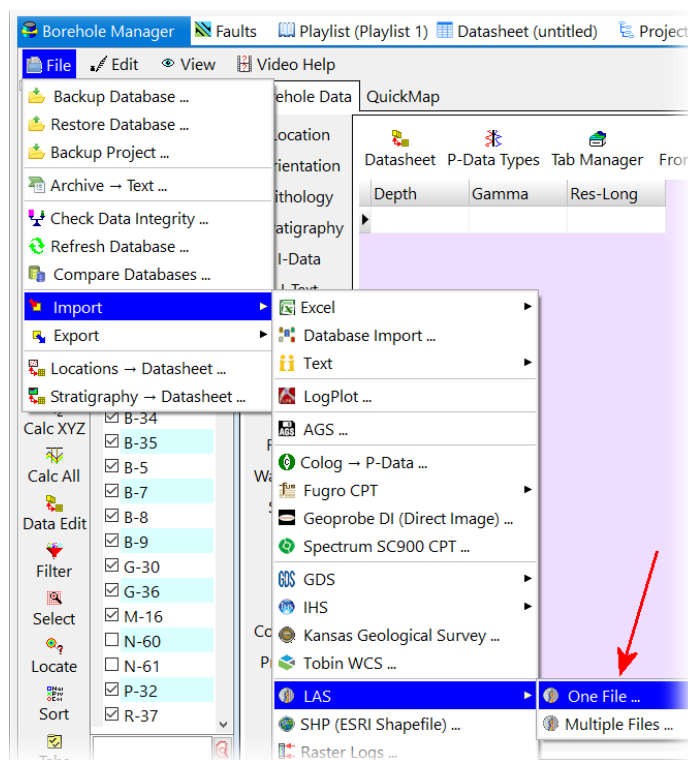 Borehole Manager Faults Playlist (Playlist 1) Dataset (untitled) Project
File Edit View Video Help
Backup Database ...
Restore Database ...
Backup Project ...
Archive → Text ...
Check Data Integrity ...
Refresh Database ...
Compare Databases ...
Import
Export
Locations → Datasheet ...
Stratigraphy → Datasheet ...
ehole Data QuickMap
ocation
rientation
ithology
atigraphy
I-Data
Datasheet P-Data Types Tab Manager Fron
Depth Gamma Res-Long
Excel
Database Import ...
Text
LogPlot ...
AGS ...
Colog → P-Data ...
Fugro CPT
Geoprobe DI (Direct Image) ...
Spectrum SC900 CPT ...
GDS
IHS
Kansas Geological Survey ...
Tobin WCS ...
LAS
SHP (ESRI Shapefile) ...
Raster Logs ...
One File ...
Multiple Files ...
Calc XYZ
Calc All
Data Edit
Filter
Select
Locate
Sort
B-34
B-35
B-5
B-7
B-8
B-9
G-30
G-36
M-16
N-60
N-61
P-32
R-37